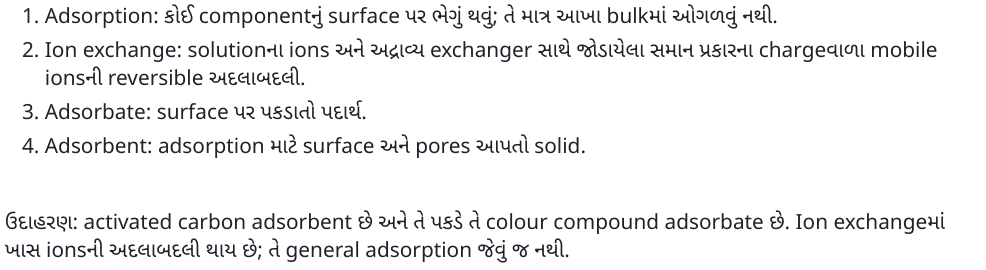 1. Adsorption: કોઈ componentનું surface પર ભેગું થવું; તે માત્ર આખા bulkમાં ઓગળવું નથી.
2. Ion exchange: solutionના ions અને અદ્રાવ્ય exchanger સાથે જોડાયેલા સમાન પ્રકારના chargeવાળા mobile
ionsની reversible અદલાબદલી.
3. Adsorbate: surface પર પકડાતો પદાર્થ.
4. Adsorbent: adsorption માટે surface અને pores આપતો solid.
ઉદાહરણ: activated carbon adsorbent છે અને તે પકડે તે colour compound adsorbate છે. Ion exchangeમાં
ખાસ ionsની અદલાબદલી થાય છે; તે general adsorption જેવું જ નથી.